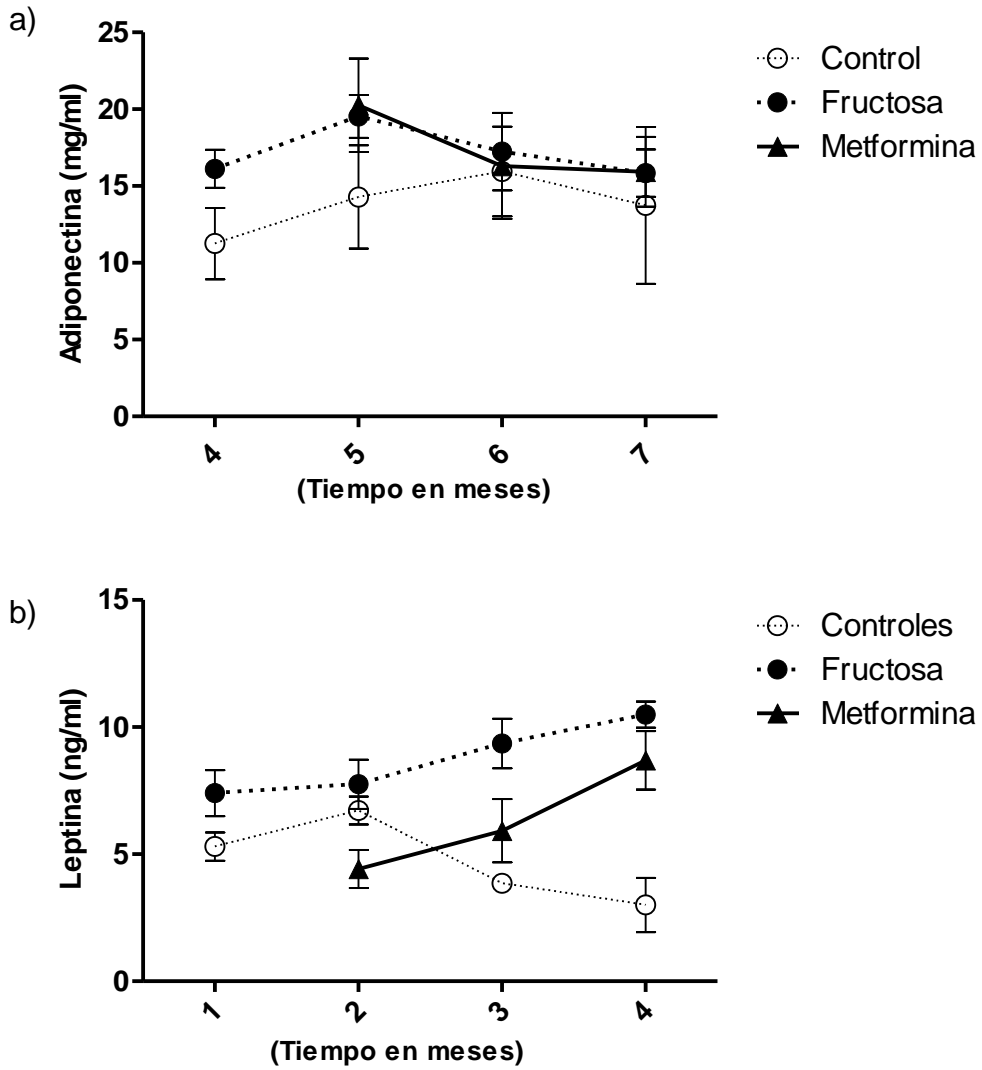 a)
25
20
15
10
5
0
Adiponectina (mg/ml)
4 5 6 7
(Tiempo en meses)
Control
Fructosa
Metformina
b)
15
10
5
0
Leptina (ng/ml)
1 2 3 4
(Tiempo en meses)
Controles
Fructosa
Metformina